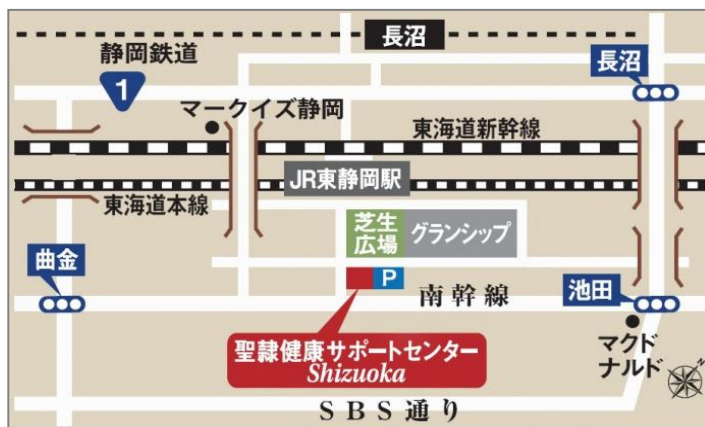 長沼
静岡鉄道
長沼
1
マークイズ静岡
東海道新幹線
JR東静岡駅
東海道本線
芝生
広場
グランシップ
曲金
P
南幹線
池田
聖隷健康サポートセンター
Shizuoka
マクド
ナルド
N
SBS通り